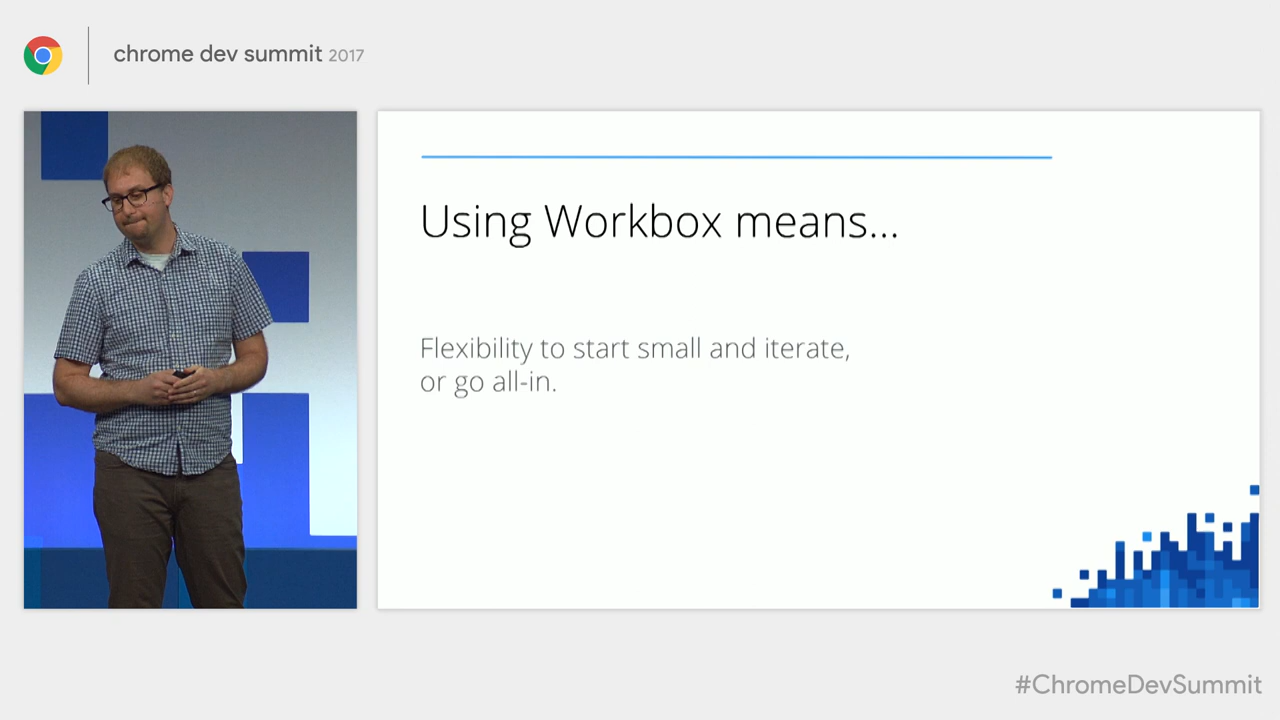 chrome dev summit 2017
Using Workbox means...
Flexibility to start small and iterate,
or go all-in.
#ChromeDevSummit